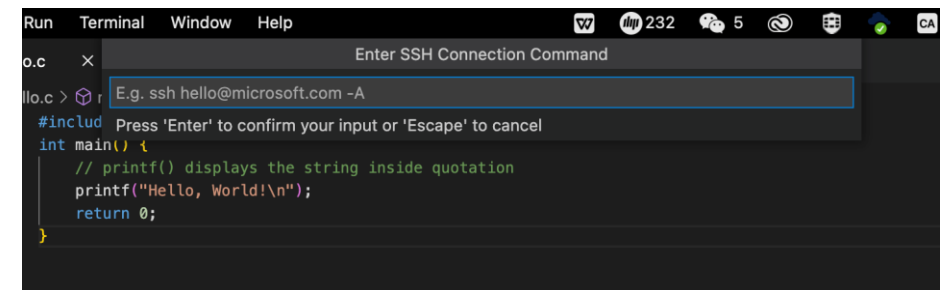 Run Terminal Window Help 232 5 CA
Enter SSH Connection Command
o.c
E.g. ssh hello@microsoft.com -A
llo.c >
Press 'Enter' to confirm your input or 'Escape' to cancel
#includ
int main() {
// printf() displays the string inside quotation
printf("Hello, World!\n");
return 0;
}